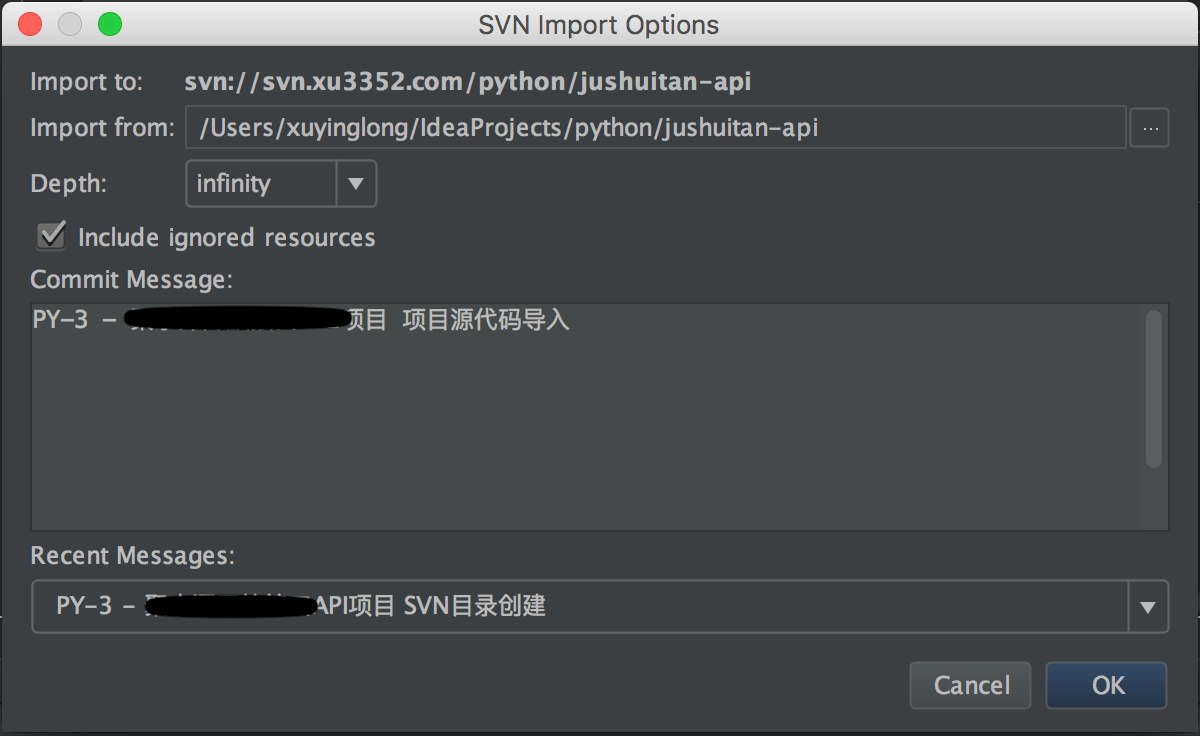 SVN Import Options
Import to: svn://svn.xu3352.com/python/jushuitan-api
Import from: /Users/xuyinglong/IdeaProjects/python/jushuitan-api ...
Depth: infinity
Include ignored resources
Commit Message:
PY-3 - 项目 项目源代码导入
Recent Messages:
PY-3 - API项目 SVN目录创建
Cancel OK